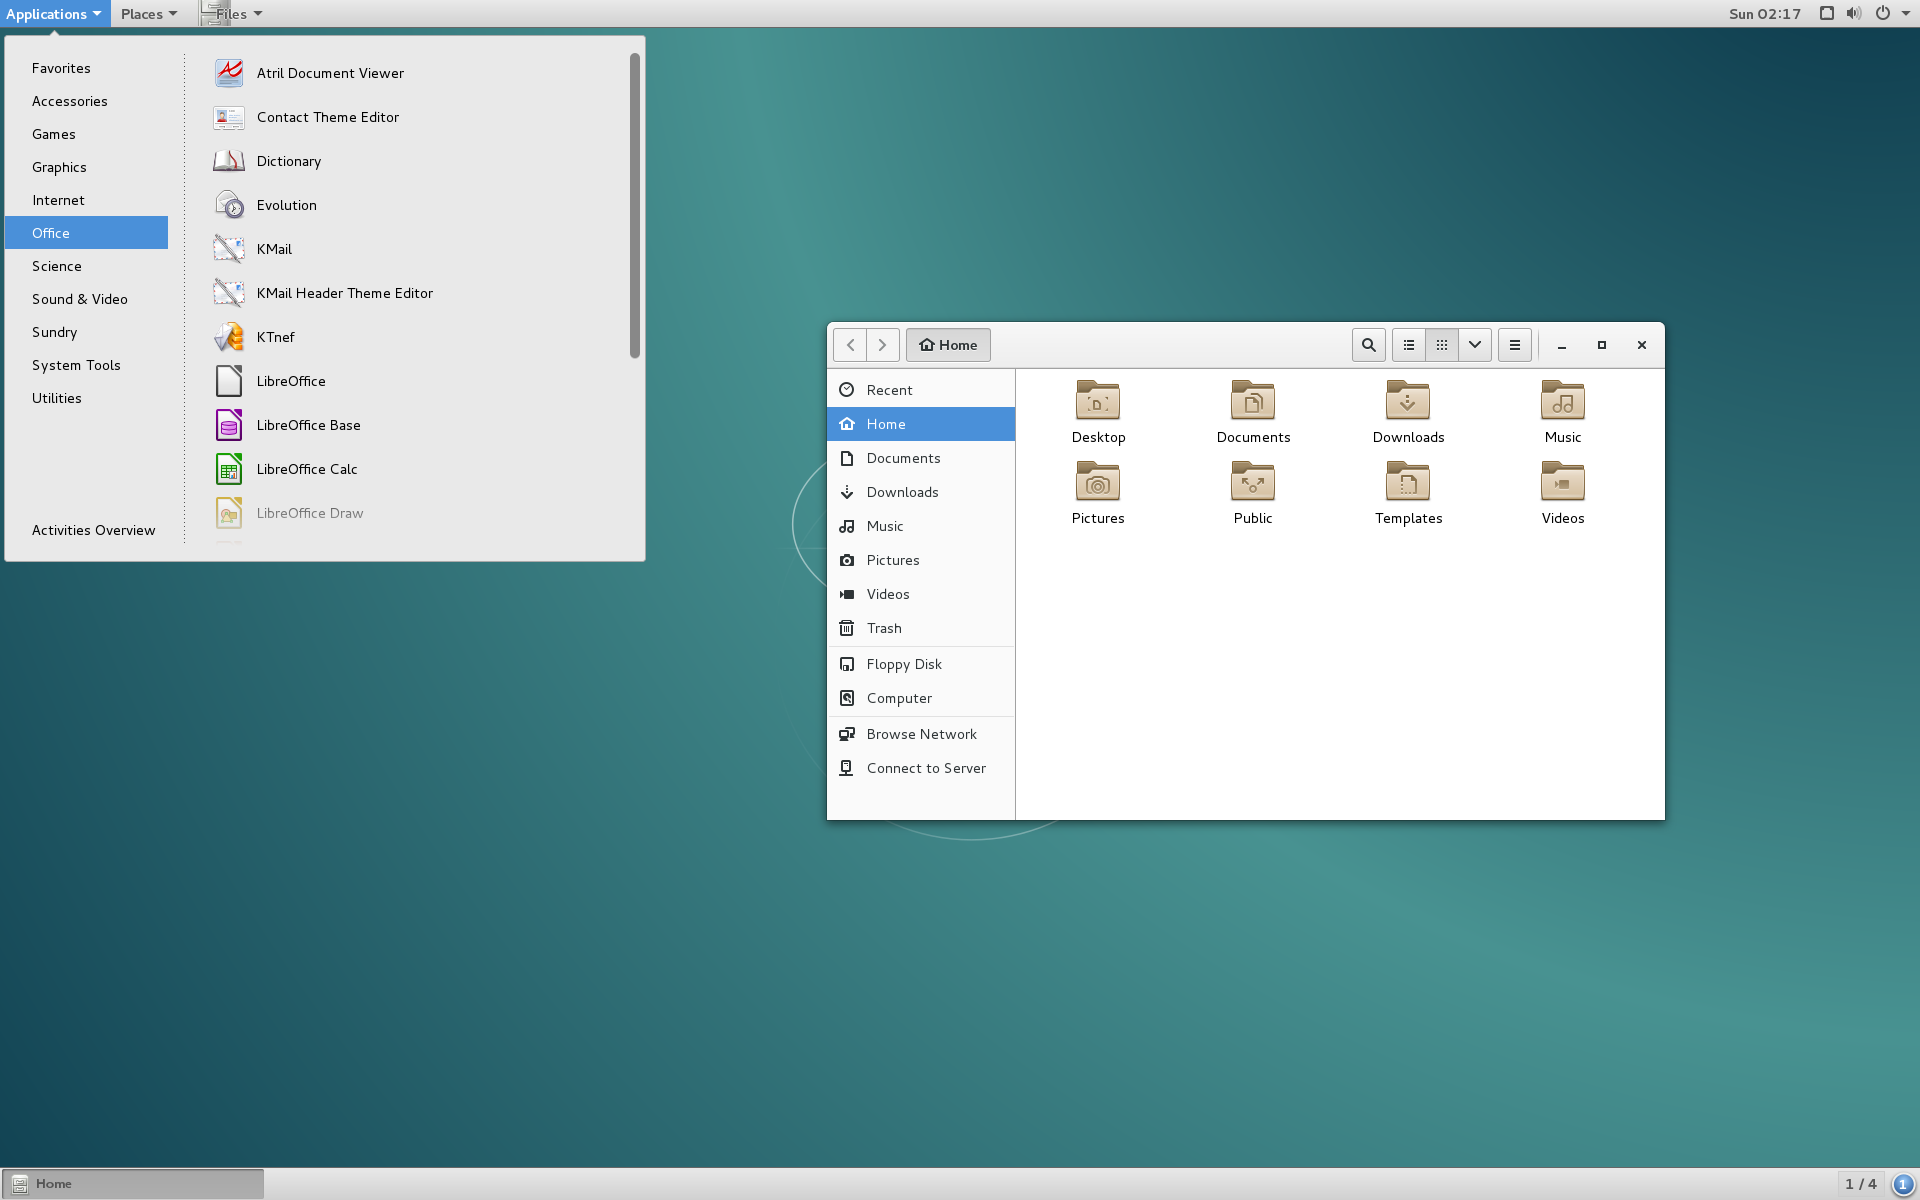 Applications Places Files
Sun 02:17
Favorites
Accessories
Games
Graphics
Internet
Office
Science
Sound & Video
Sundry
System Tools
Utilities
Activities Overview
Atril Document Viewer
Contact Theme Editor
Dictionary
Evolution
KMail
KMail Header Theme Editor
KTnef
LibreOffice
LibreOffice Base
LibreOffice Calc
LibreOffice Draw
Home
Recent
Home
Documents
Downloads
Music
Pictures
Videos
Trash
Floppy Disk
Computer
Browse Network
Connect to Server
Desktop Documents Downloads Music
Pictures Public Templates Videos
Home
1 / 4 1